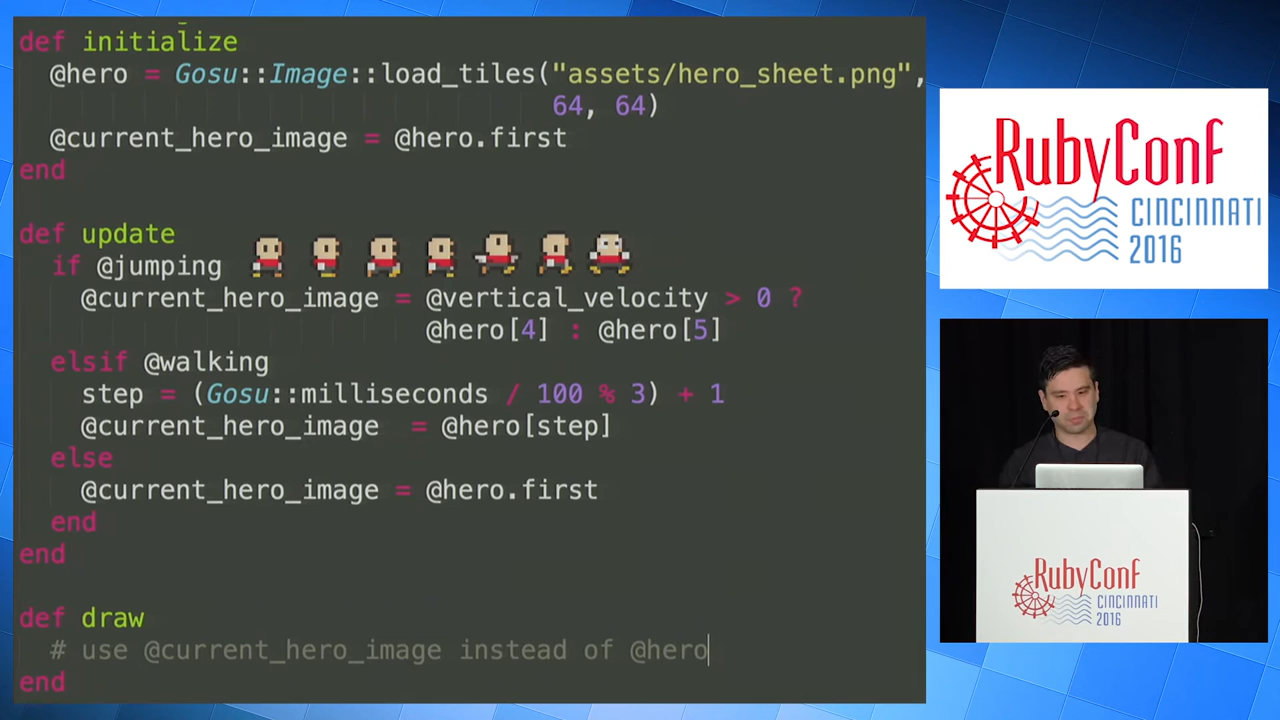 def initialize
@hero = Gosu::Image::load_tiles("assets/hero_sheet.png",
64, 64)
@current_hero_image = @hero.first
end
def update
if @jumping
@current_hero_image = @vertical_velocity > 0 ?
@hero[4] : @hero[5]
elsif @walking
step = (Gosu::milliseconds / 100 % 3) + 1
@current_hero_image  = @hero[step]
else
@current_hero_image = @hero.first
end
end
def draw
# use @current_hero_image instead of @hero
end
RubyConf
CINCINNATI
2016
RubyConf
CINCINNATI
2016